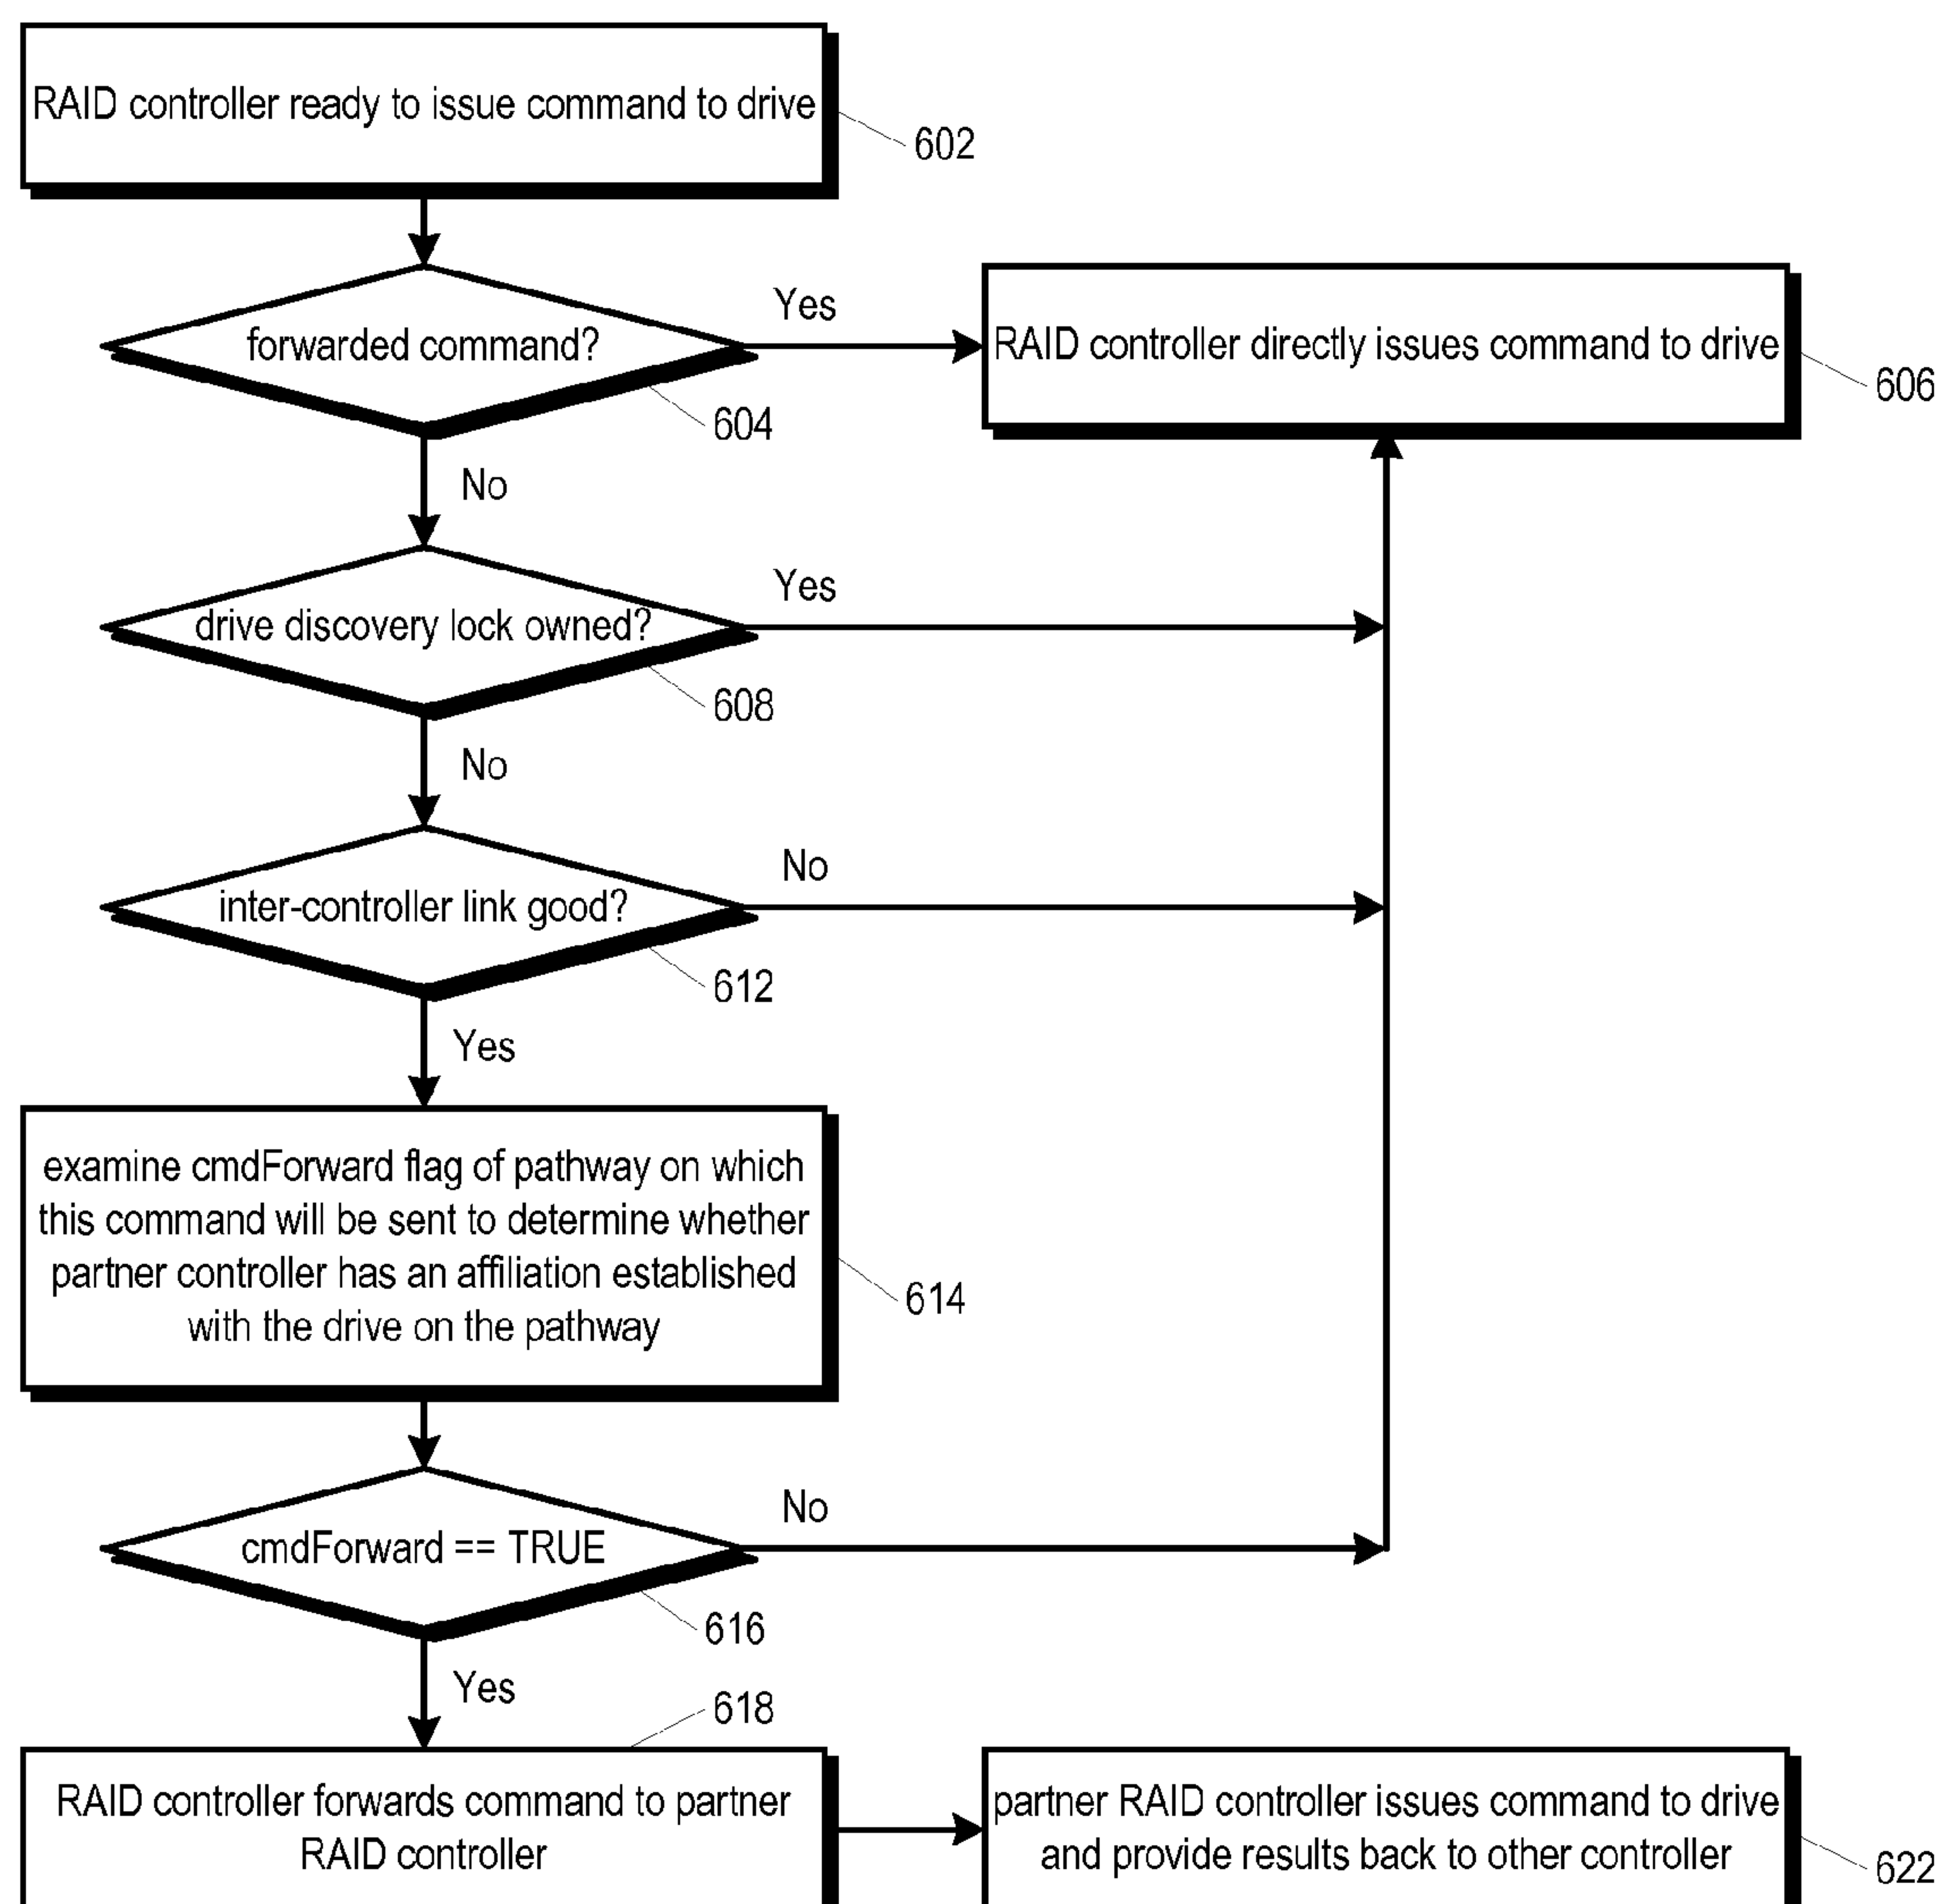 RAID controller ready to issue command to drive
602
forwarded command?
Yes
RAID controller directly issues command to drive
606
604
No
drive discovery lock owned?
Yes
608
No
inter-controller link good?
No
612
Yes
examine cmdForward flag of pathway on which
this command will be sent to determine whether
partner controller has an affiliation established
with the drive on the pathway
614
cmdForward == TRUE
No
616
Yes
618
RAID controller forwards command to partner
RAID controller
partner RAID controller issues command to drive
and provide results back to other controller
622